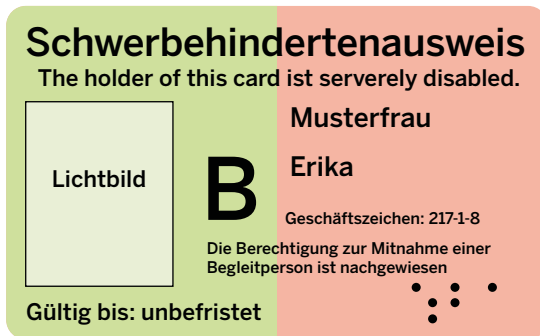 Schwerbehindertenausweis
The holder of this card ist serverely disabled.
Musterfrau
Lichtbild
B
Erika
Geschäftszeichen: 217-1-8
Die Berechtigung zur Mitnahme einer
Begleitperson ist nachgewiesen
Gültig bis: unbefristet